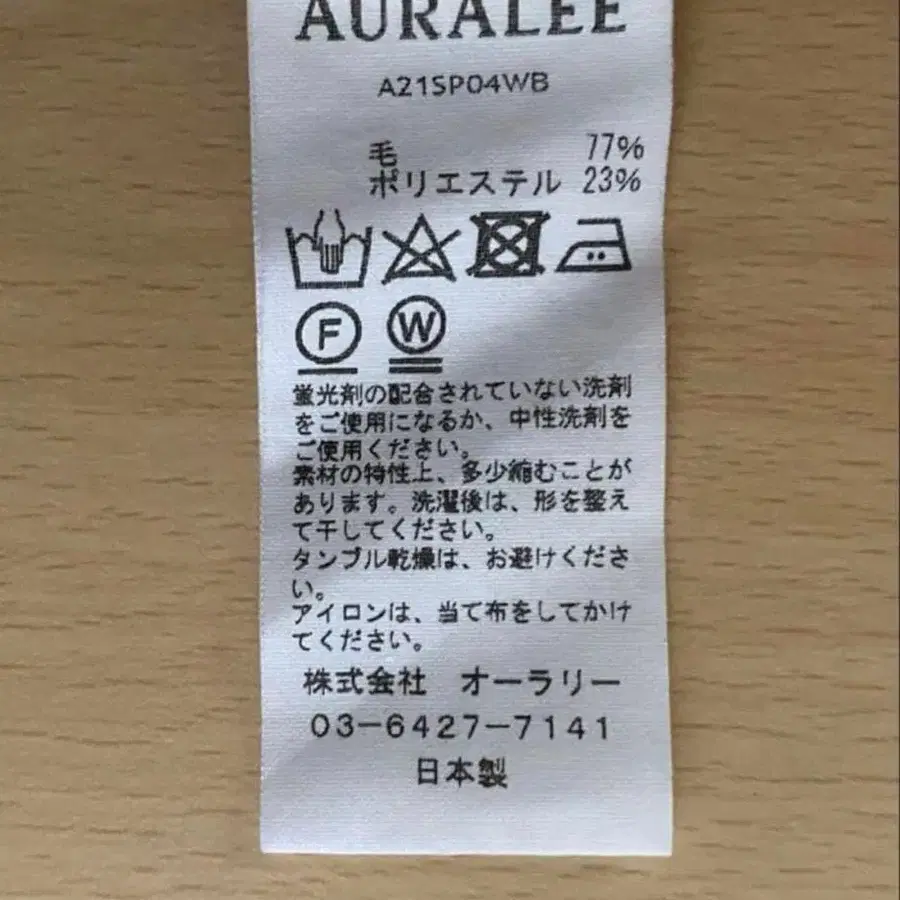 AURALEE
A21SP04WB
毛 77%
ポリエステル 23%
F W
蛍光剤の配合されていない洗剤
をご使用になるか、中性洗剤を
ご使用ください。
素材の特性上、多少縮むことが
あります。洗濯後は、形を整え
て干してください。
タンブル乾燥は、お避けくださ
い。
アイロンは、当て布をしてかけ
てください。
株式会社 オーラリー
03-6427-7141
日本製